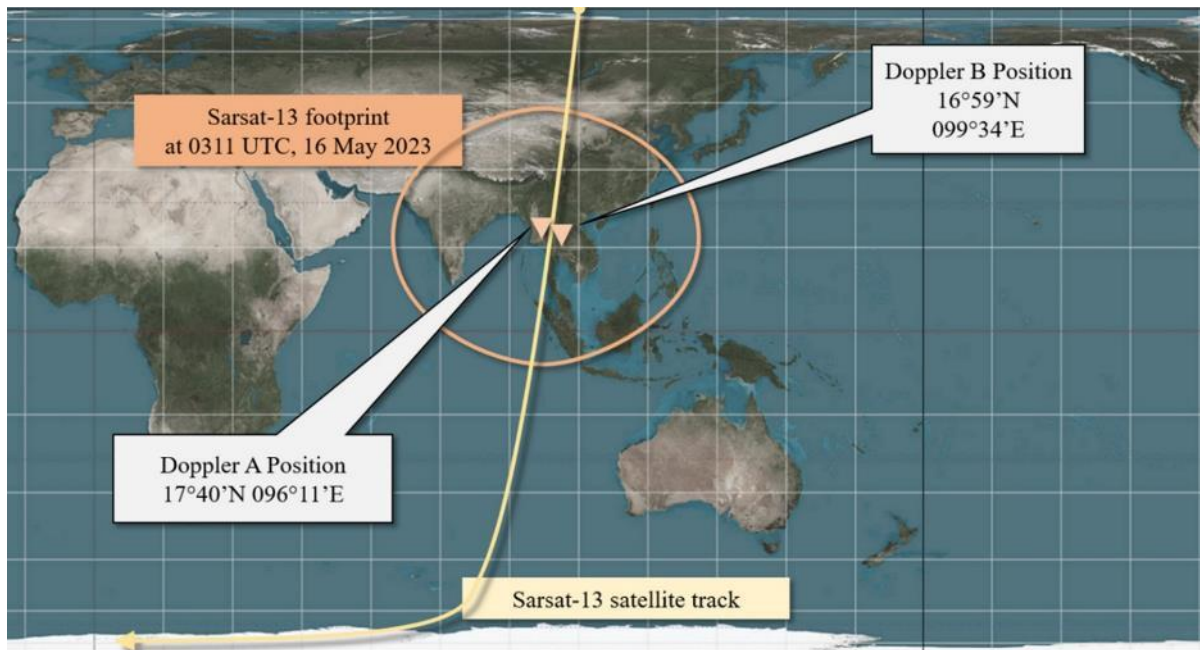 Doppler B Position
16°59’N
099°34’E
Sarsat-13 footprint
at 0311 UTC, 16 May 2023
Doppler A Position
17°40’N 096°11’E
Sarsat-13 satellite track